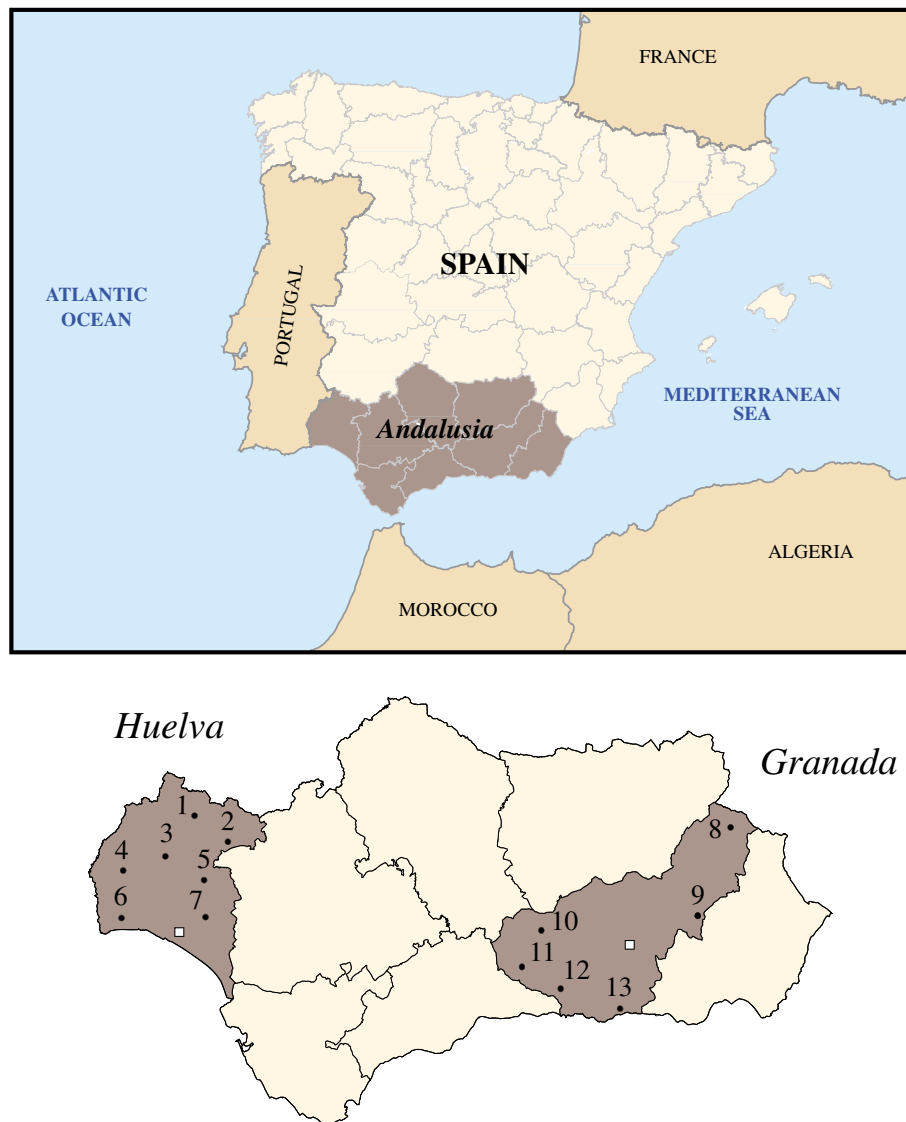 FRANCE
SPAIN
ATLANTIC
OCEAN
PORTUGAL
MEDITERRANEAN
SEA
Andalusia
ALGERIA
MOROCCO
Huelva
Granada
1
2
3
4
5
6
7
8
9
10
11
12
13